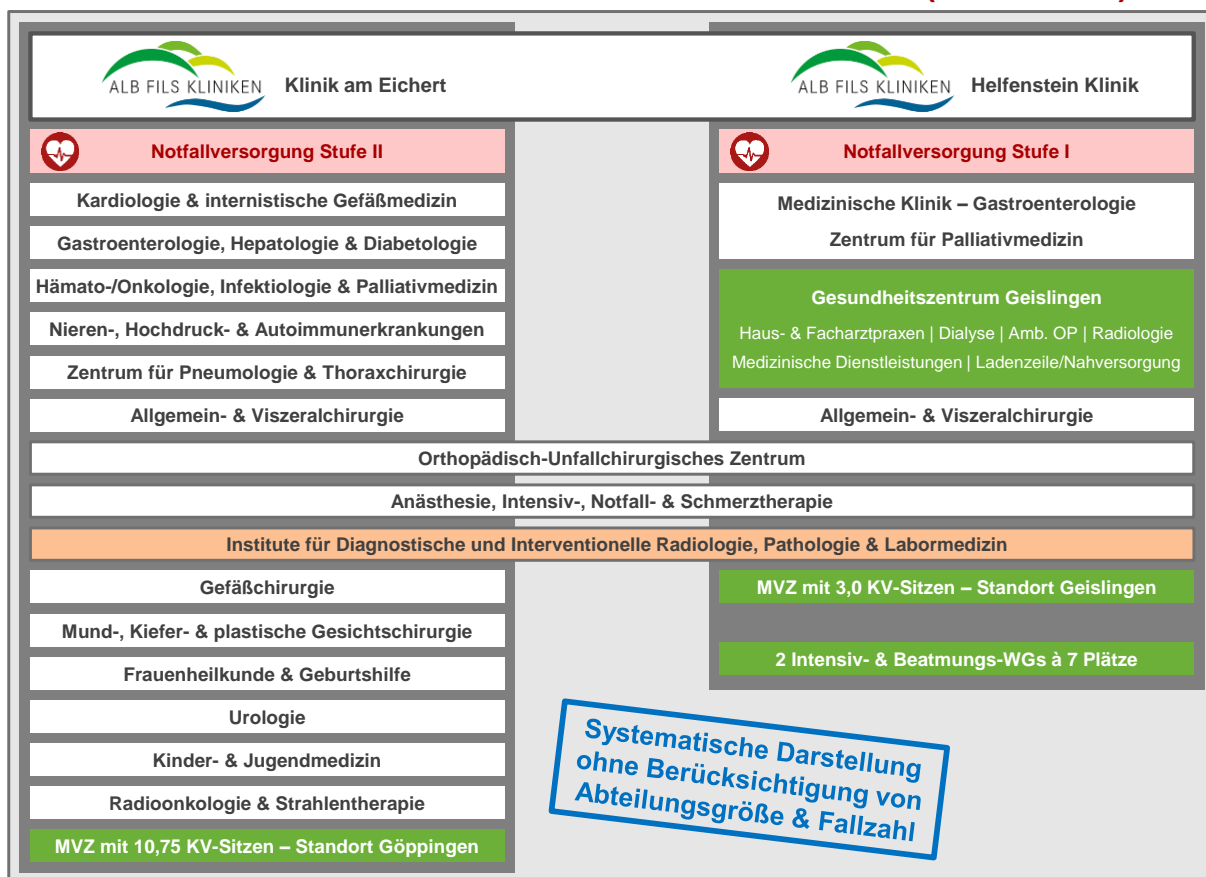 ALB FILS KLINIKEN Klinik am Eichert
ALB FILS KLINIKEN Helfenstein Klinik
Notfallversorgung Stufe II
Kardiologie & internistische Gefäßmedizin
Gastroenterologie, Hepatologie & Diabetologie
Hämato-/Onkologie, Infektiologie & Palliativmedizin
Nieren-, Hochdruck- & Autoimmunerkrankungen
Zentrum für Pneumologie & Thoraxchirurgie
Allgemein- & Viszeralchirurgie
Notfallversorgung Stufe I
Medizinische Klinik – Gastroenterologie
Zentrum für Palliativmedizin
Gesundheitszentrum Geislingen
Haus- & Facharztpraxen | Dialyse | Amb. OP | Radiologie
Medizinische Dienstleistungen | Ladenzeile/Nahversorgung
Allgemein- & Viszeralchirurgie
Orthopädisch-Unfallchirurgisches Zentrum
Anästhesie, Intensiv-, Notfall- & Schmerztherapie
Institute für Diagnostische und Interventionelle Radiologie, Pathologie & Labormedizin
Gefäßchirurgie
Mund-, Kiefer- & plastische Gesichtschirurgie
Frauenheilkunde & Geburtshilfe
Urologie
Kinder- & Jugendmedizin
Radioonkologie & Strahlentherapie
MVZ mit 10,75 KV-Sitzen – Standort Göppingen
MVZ mit 3,0 KV-Sitzen – Standort Geislingen
2 Intensiv- & Beatmungs-WGs à 7 Plätze
Systematische Darstellung
ohne Berücksichtigung von
Abteilungsgröße & Fallzahl